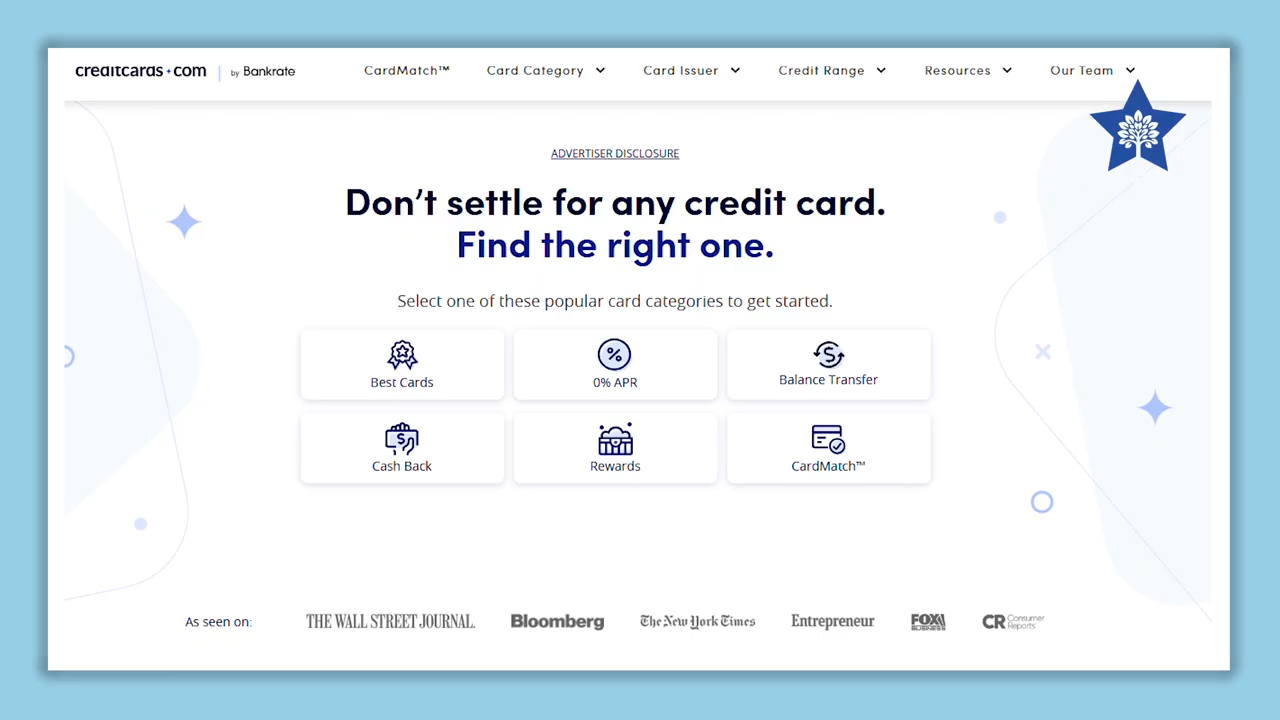 creditcards.com
by Bankrate
CardMatch™
Card Category
Card Issuer
Credit Range
Resources
Our Team
ADVERTISER DISCLOSURE
Don't settle for any credit card.
Find the right one.
Select one of these popular card categories to get started.
Best Cards
0% APR
Balance Transfer
Cash Back
Rewards
CardMatch™
As seen on:
THE WALL STREET JOURNAL.
Bloomberg
The New York Times
Entrepreneur
FOX BUSINESS
CR Consumer Reports